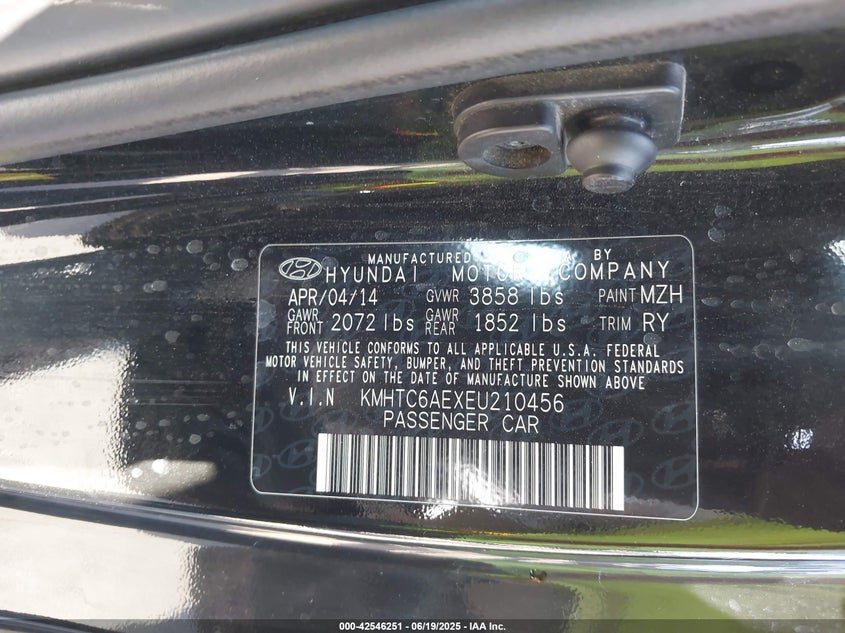 MANUFACTURED BY
HYUNDAI MOTOR COMPANY
APR/04/14 GVWR 3858 lbs PAINT MZH
GAWR FRONT 2072 lbs GAWR REAR 1852 lbs TRIM RY
THIS VEHICLE CONFORMS TO ALL APPLICABLE U.S.A. FEDERAL
MOTOR VEHICLE SAFETY, BUMPER, AND THEFT PREVENTION STANDARDS
IN EFFECT ON THE DATE OF MANUFACTURE SHOWN ABOVE
V.I.N KMHTC6AEXEU210456
PASSENGER CAR
000-42546251 - 06/19/2025 - IAA Inc.